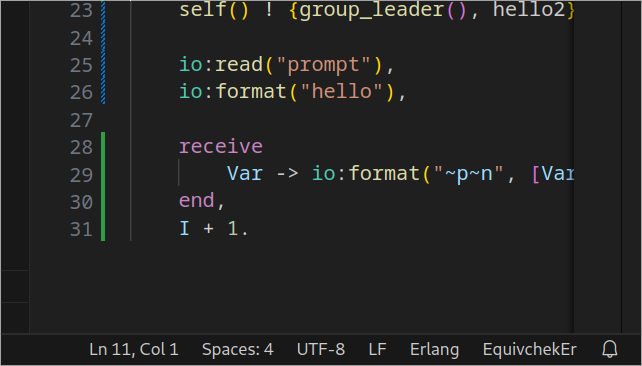 23 self() ! {group_leader(), hello2}
24
25 io:read("prompt"),
26 io:format("hello"),
27
28 receive
29 Var -> io:format("~p~n", [Var
30 end,
31 I + 1.
Ln 11, Col 1 Spaces: 4 UTF-8 LF Erlang EquivchekEr